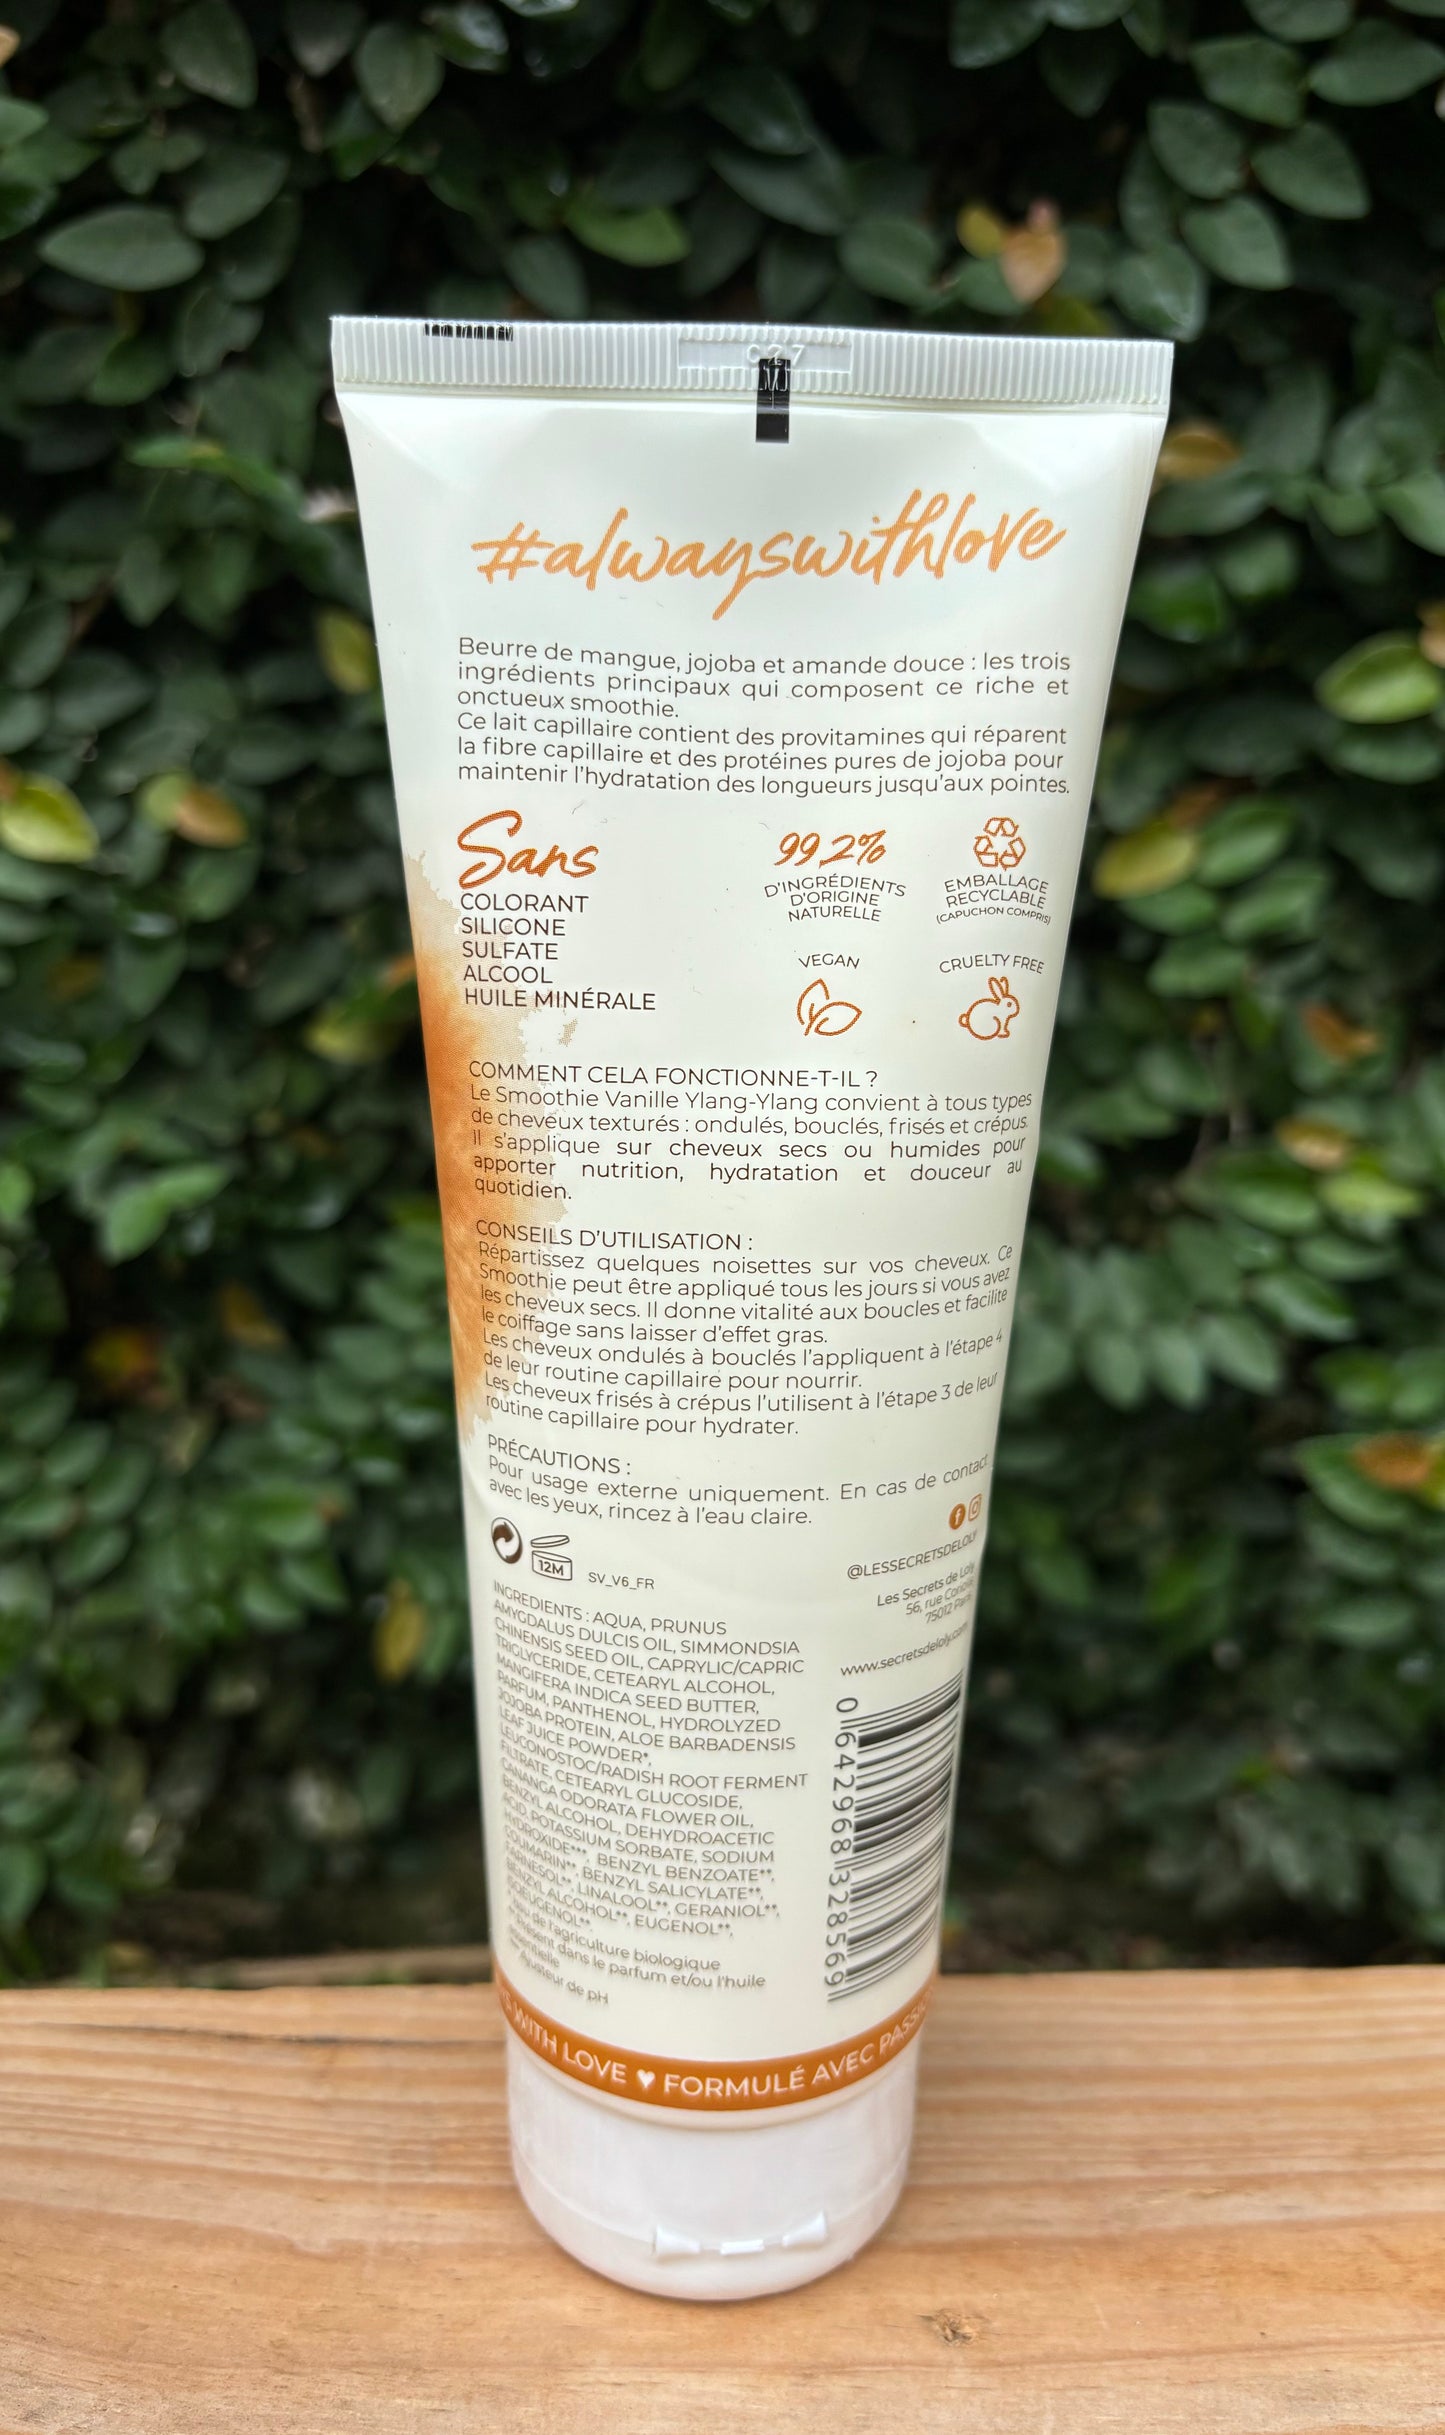 C27
#alwayswithlove
Beurre de mangue, jojoba et amande douce : les trois
ingrédients principaux qui composent ce riche et
onctueux smoothie.
Ce lait capillaire contient des provitamines qui réparent
la fibre capillaire et des protéines pures de jojoba pour
maintenir l'hydratation des longueurs jusqu'aux pointes.
Sans
COLORANT
SILICONE
SULFATE
ALCOOL
HUILE MINÉRALE
99,2%
D'INGRÉDIENTS
D'ORIGINE
NATURELLE
EMBALLAGE
RECYCLABLE
(CAPUCHON COMPRIS)
VEGAN
CRUELTY FREE
COMMENT CELA FONCTIONNE-T-IL ?
Le Smoothie Vanille Ylang-Ylang convient à tous types
de cheveux texturés : ondulés, bouclés, frisés et crépus.
Il s'applique sur cheveux secs ou humides pour
apporter nutrition, hydratation et douceur au
quotidien.
CONSEILS D'UTILISATION :
Répartissez quelques noisettes sur vos cheveux. Ce
Smoothie peut être appliqué tous les jours si vous avez
les cheveux secs. Il donne vitalité aux boucles et facilite
le coiffage sans laisser d'effet gras.
Les cheveux ondulés à bouclés l'appliquent à l'étape 4
de leur routine capillaire pour nourrir.
Les cheveux frisés à crépus l'utilisent à l'étape 3 de leur
routine capillaire pour hydrater.
PRÉCAUTIONS :
Pour usage externe uniquement. En cas de contact
avec les yeux, rincez à l'eau claire.
12M
SV_V6_FR
@LESSECRETSDELOLY
Les Secrets de Loly
56, rue
75012 Paris
www.secretsdeloly.com
INGREDIENTS : AQUA, PRUNUS
AMYGDALUS DULCIS OIL, SIMMONDSIA
CHINENSIS SEED OIL, CAPRYLIC/CAPRIC
TRIGLYCERIDE, CETEARYL ALCOHOL,
MANGIFERA INDICA SEED BUTTER,
PARFUM, PANTHENOL, HYDROLYZED
JOJOBA PROTEIN, ALOE BARBADENSIS
LEAF JUICE POWDER*,
LEUCONOSTOC/RADISH ROOT FERMENT
FILTRATE, CETEARYL GLUCOSIDE,
CANANGA ODORATA FLOWER OIL,
BENZYL ALCOHOL, DEHYDROACETIC
ACID, POTASSIUM SORBATE, SODIUM
HYDROXIDE***, BENZYL BENZOATE**,
COUMARIN**, BENZYL SALICYLATE**,
FARNESOL**, LINALOOL**, GERANIOL**,
BENZYL ALCOHOL**, EUGENOL**,
ISOEUGENOL**
de l'agriculture biologique
présent dans le parfum et/ou l'huile
essentielle
Ajusteur de pH
0 642968 328569
WITH LOVE ♥ FORMULÉ AVEC PASSIO